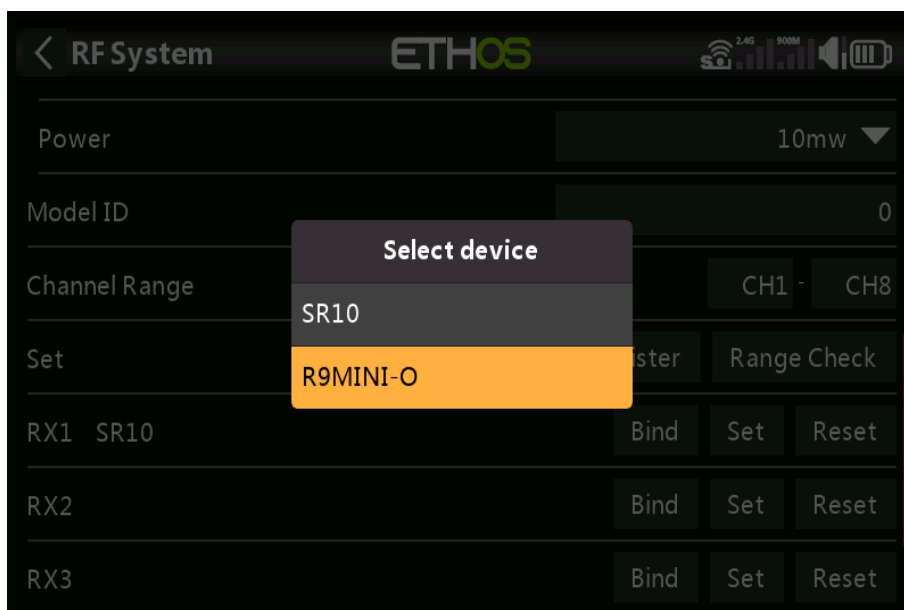 RF System ETHOS 2.4G 900M
Power 10mw
Model ID 0
Select device
Channel Range CH1 - CH8
SR10
Set ister Range Check
R9MINI-O
RX1 SR10 Bind Set Reset
RX2 Bind Set Reset
RX3 Bind Set Reset